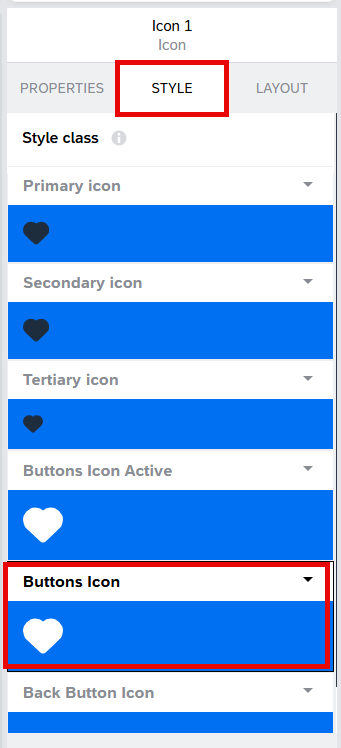 Icon 1
Icon
PROPERTIES STYLE LAYOUT
Style class
Primary icon
Secondary icon
Tertiary icon
Buttons Icon Active
Buttons Icon
Back Button Icon